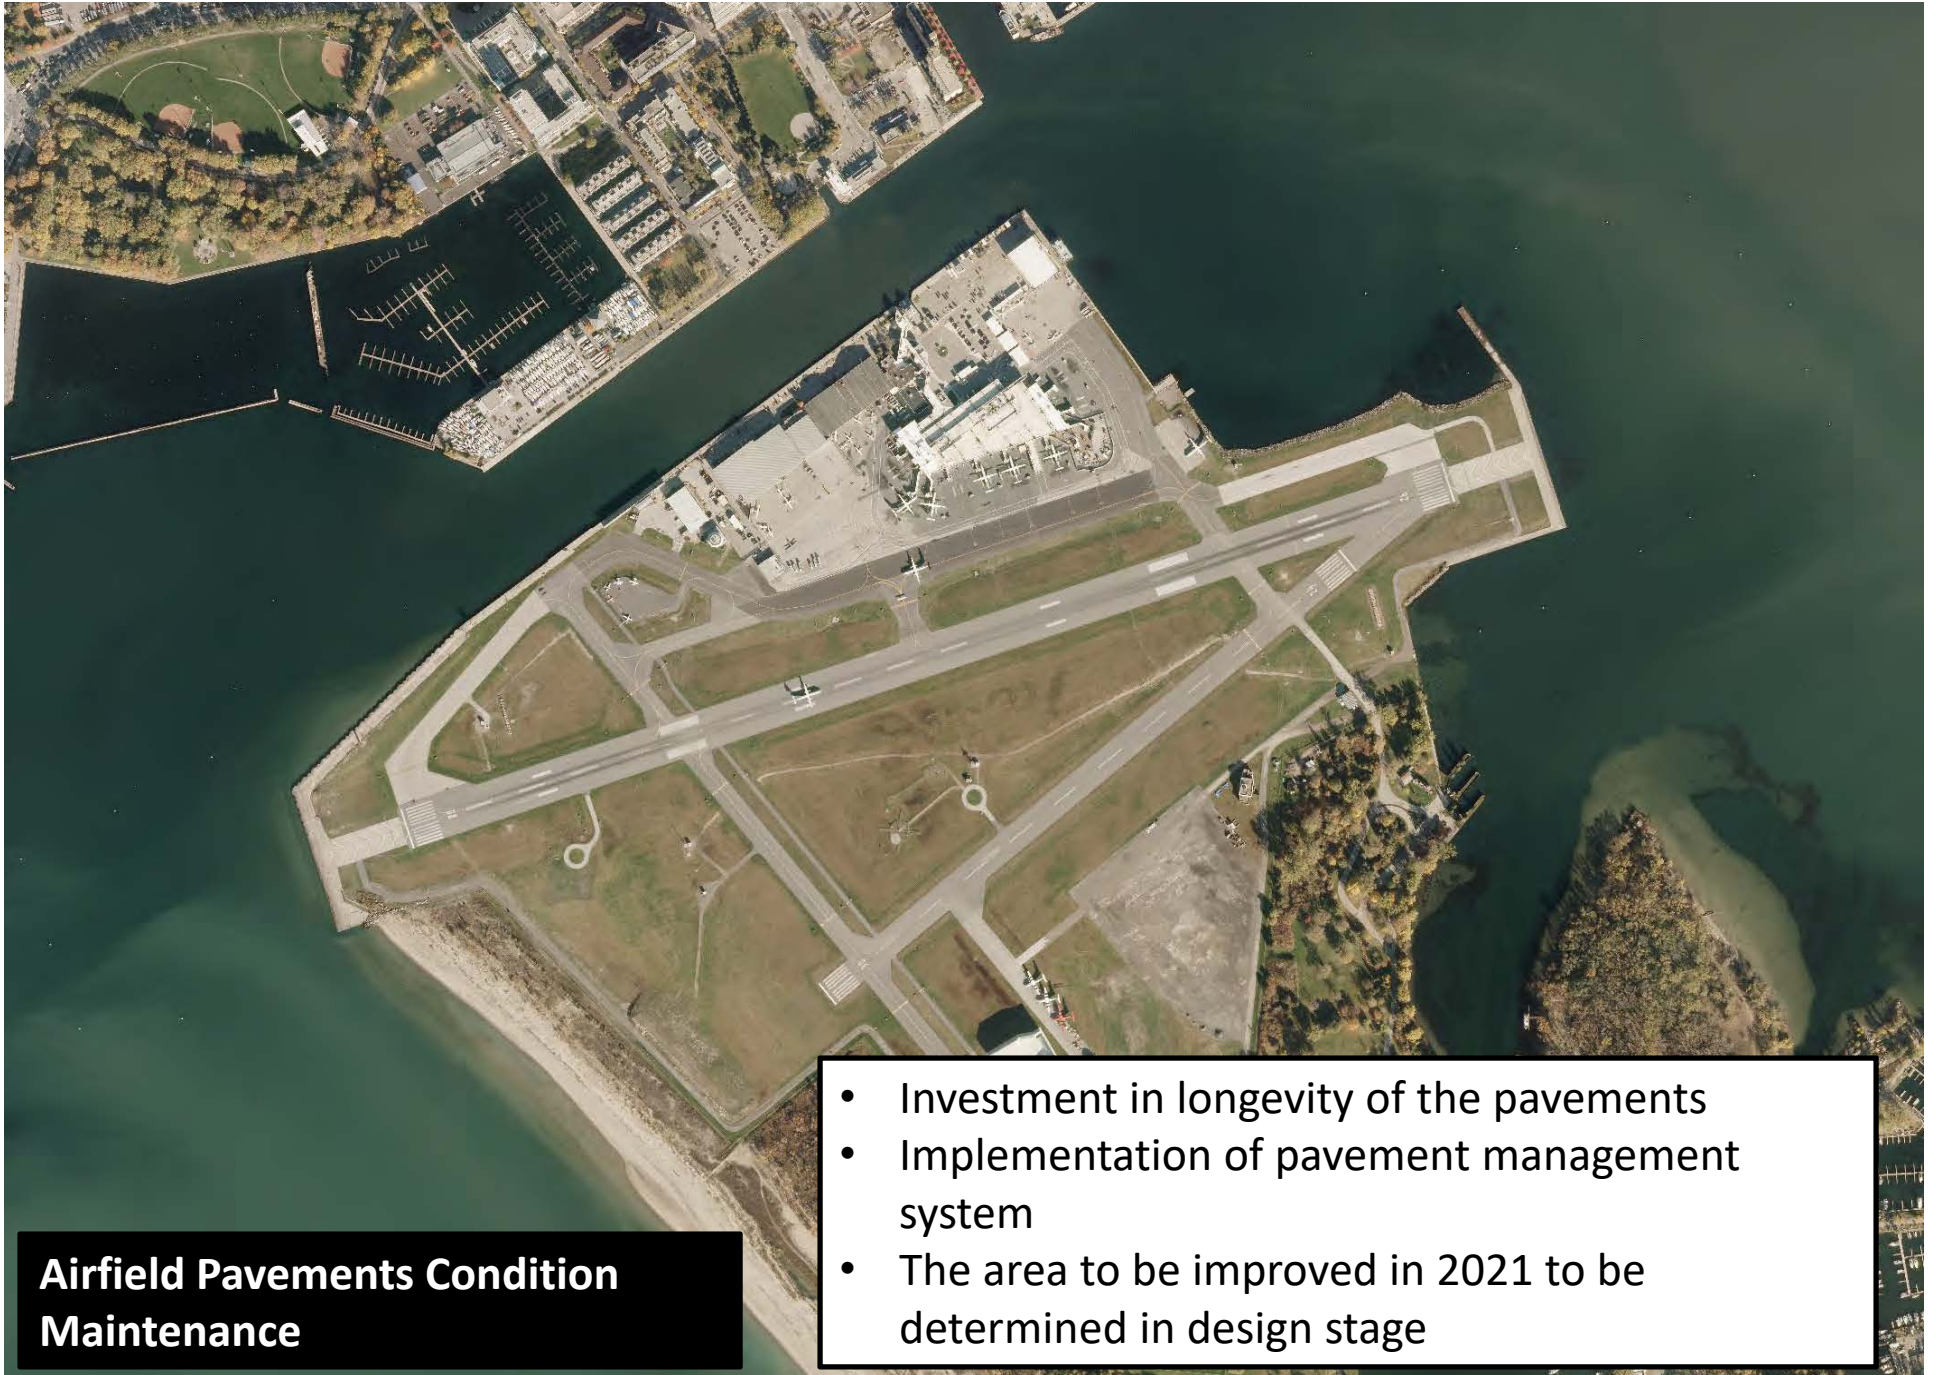 • Investment in longevity of the pavements
• Implementation of pavement management
system
• The area to be improved in 2021 to be
determined in design stage
Airfield Pavements Condition
Maintenance